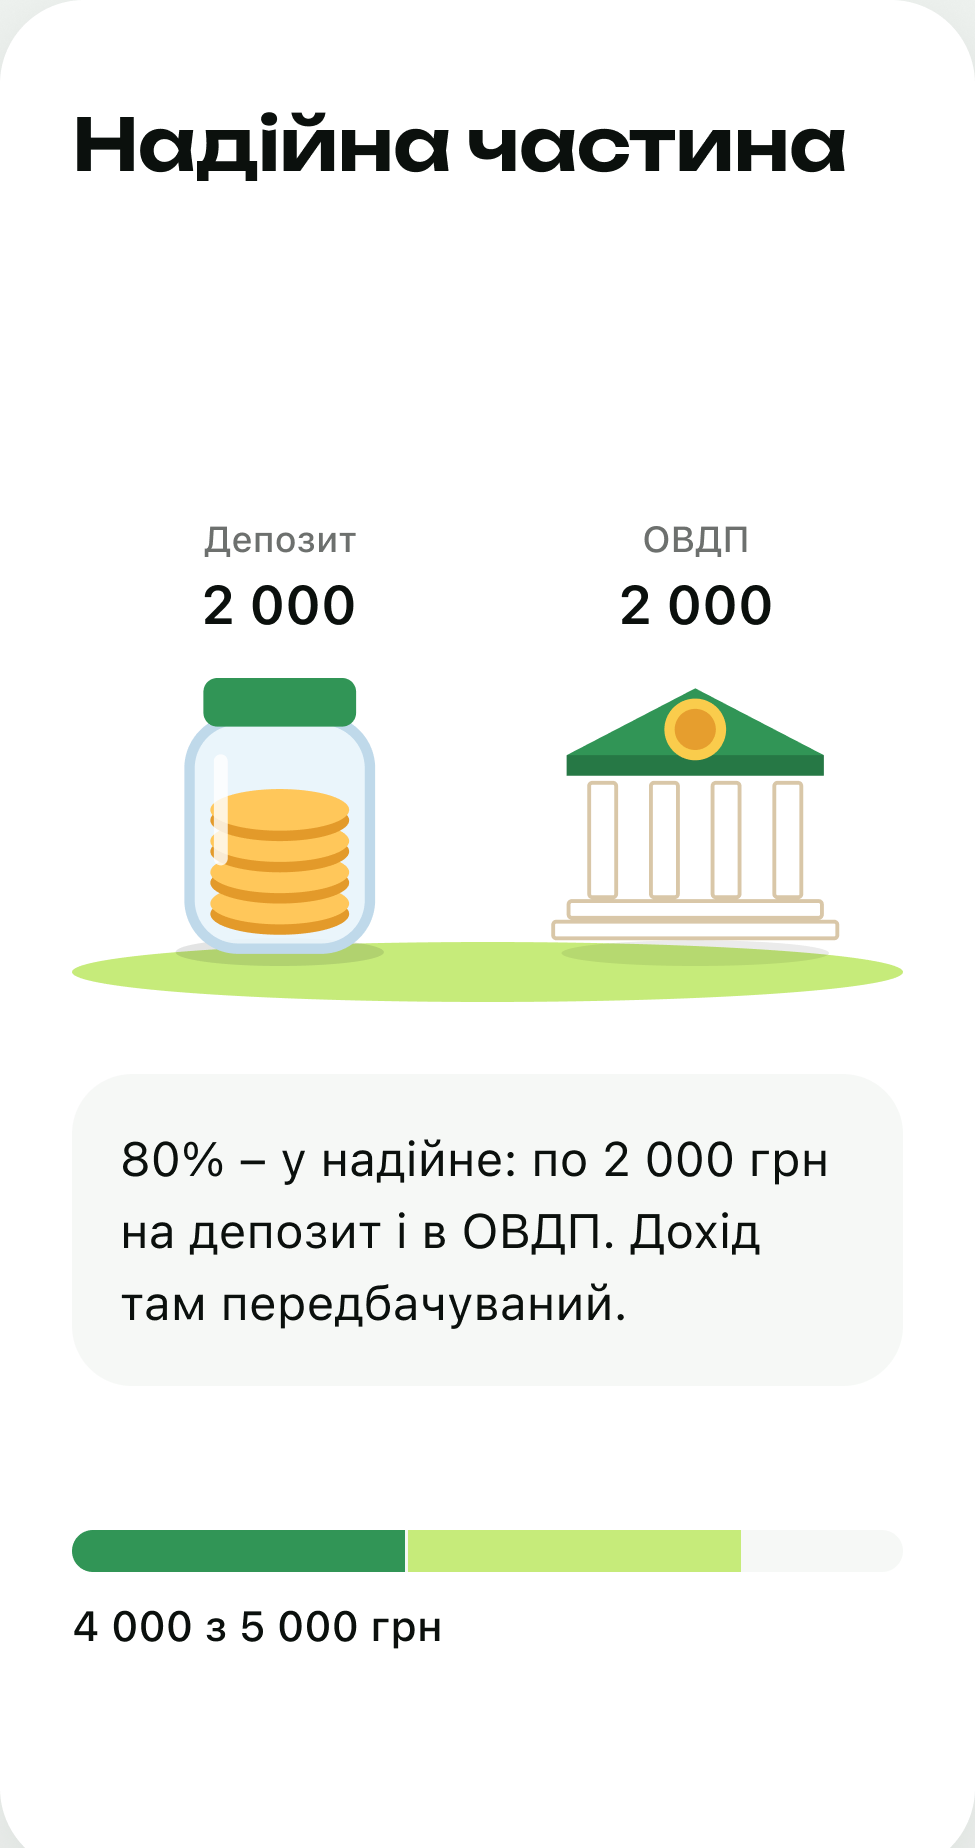 Надійна частина
Депозит
ОВДП
2 000
2 000
80% – у надійне: по 2 000 грн
на депозит і в ОВДП. Дохід
там передбачуваний.
4 000 з 5 000 грн